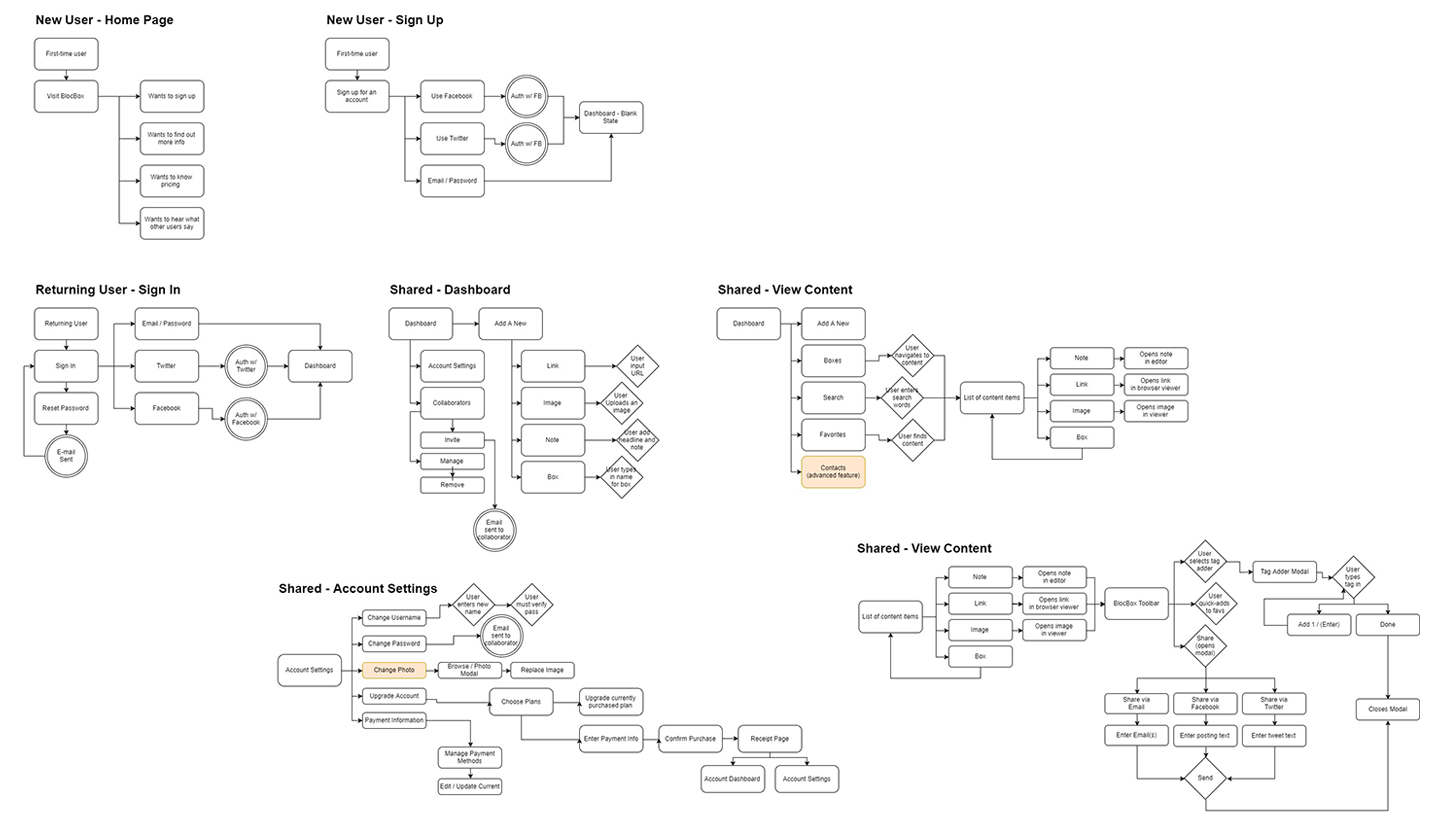 New User - Home Page
First-time user
Visit BlocBox
Wants to sign up
Wants to find out
more info
Wants to know
pricing
Wants to hear what
other users say
New User - Sign Up
First-time user
Sign up for an
account
Use Facebook
Auth w/ FB
Use Twitter
Auth w/ FB
Email / Password
Dashboard - Blank
State
Returning User - Sign In
Returning User
Sign In
Reset Password
E-mail
Sent
Email / Password
Twitter
Facebook
Auth w/
Twitter
Auth w/
Facebook
Dashboard
Shared - Dashboard
Dashboard
Add A New
Account Settings
Collaborators
Invite
Manage
Remove
Email
sent to
collaborator
Link
Image
Note
Box
User
input
URL
User
Uploads an
image
User add
headline and
note
User types
in name
for box
Shared - View Content
Dashboard
Add A New
Boxes
Search
Favorites
Contacts
(advanced feature)
User
navigates to
content
User enters
search
words
User finds
content
List of content items
Note
Link
Image
Box
Opens note
in editor
Opens link
in browser viewer
Opens image
in viewer
Shared - Account Settings
Account Settings
Change Username
Change Password
Change Photo
Upgrade Account
Payment Information
User
enters new
name
User
must verify
pass
Email
sent to
collaborator
Browse / Photo
Modal
Replace Image
Choose Plans
Upgrade currently
purchased plan
Enter Payment Info
Confirm Purchase
Receipt Page
Account Dashboard
Account Settings
Manage Payment
Methods
Edit / Update Current
Shared - View Content
List of content items
Note
Link
Image
Box
Opens note
in editor
Opens link
in browser viewer
Opens image
in viewer
BlocBox Toolbar
User
selects tag
adder
User
quick-adds
to favs
Share
(opens
modal)
Tag Adder Modal
User
types
tag in
Add 1 / (Enter)
Done
Closes Modal
Share via
Email
Share via
Facebook
Share via
Twitter
Enter Email(s)
Enter posting text
Enter tweet text
Send